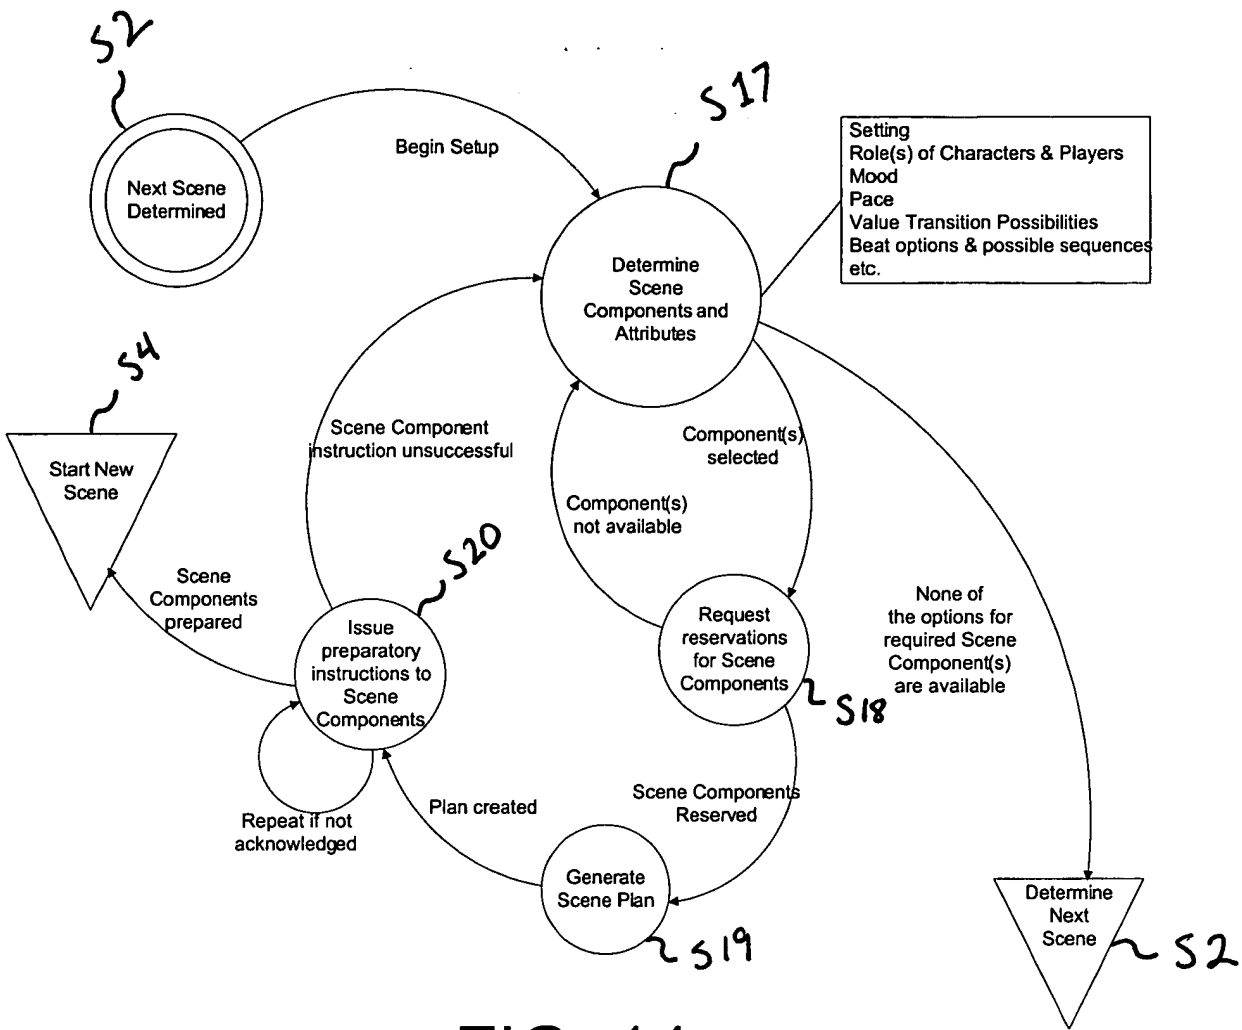 S2
Next Scene
Determined
Begin Setup
S17
Setting
Role(s) of Characters & Players
Mood
Pace
Value Transition Possibilities
Beat options & possible sequences
etc.
Determine
Scene
Components and
Attributes
S4
Start New
Scene
Scene Component
instruction unsuccessful
Component(s)
selected
Component(s)
not available
S20
Scene
Components
prepared
Issue
preparatory
instructions to
Scene
Components
Request
reservations
for Scene
Components
S18
None of
the options for
required Scene
Component(s)
are available
Repeat if not
acknowledged
Plan created
Scene Components
Reserved
Generate
Scene Plan
S19
Determine
Next
Scene
S2